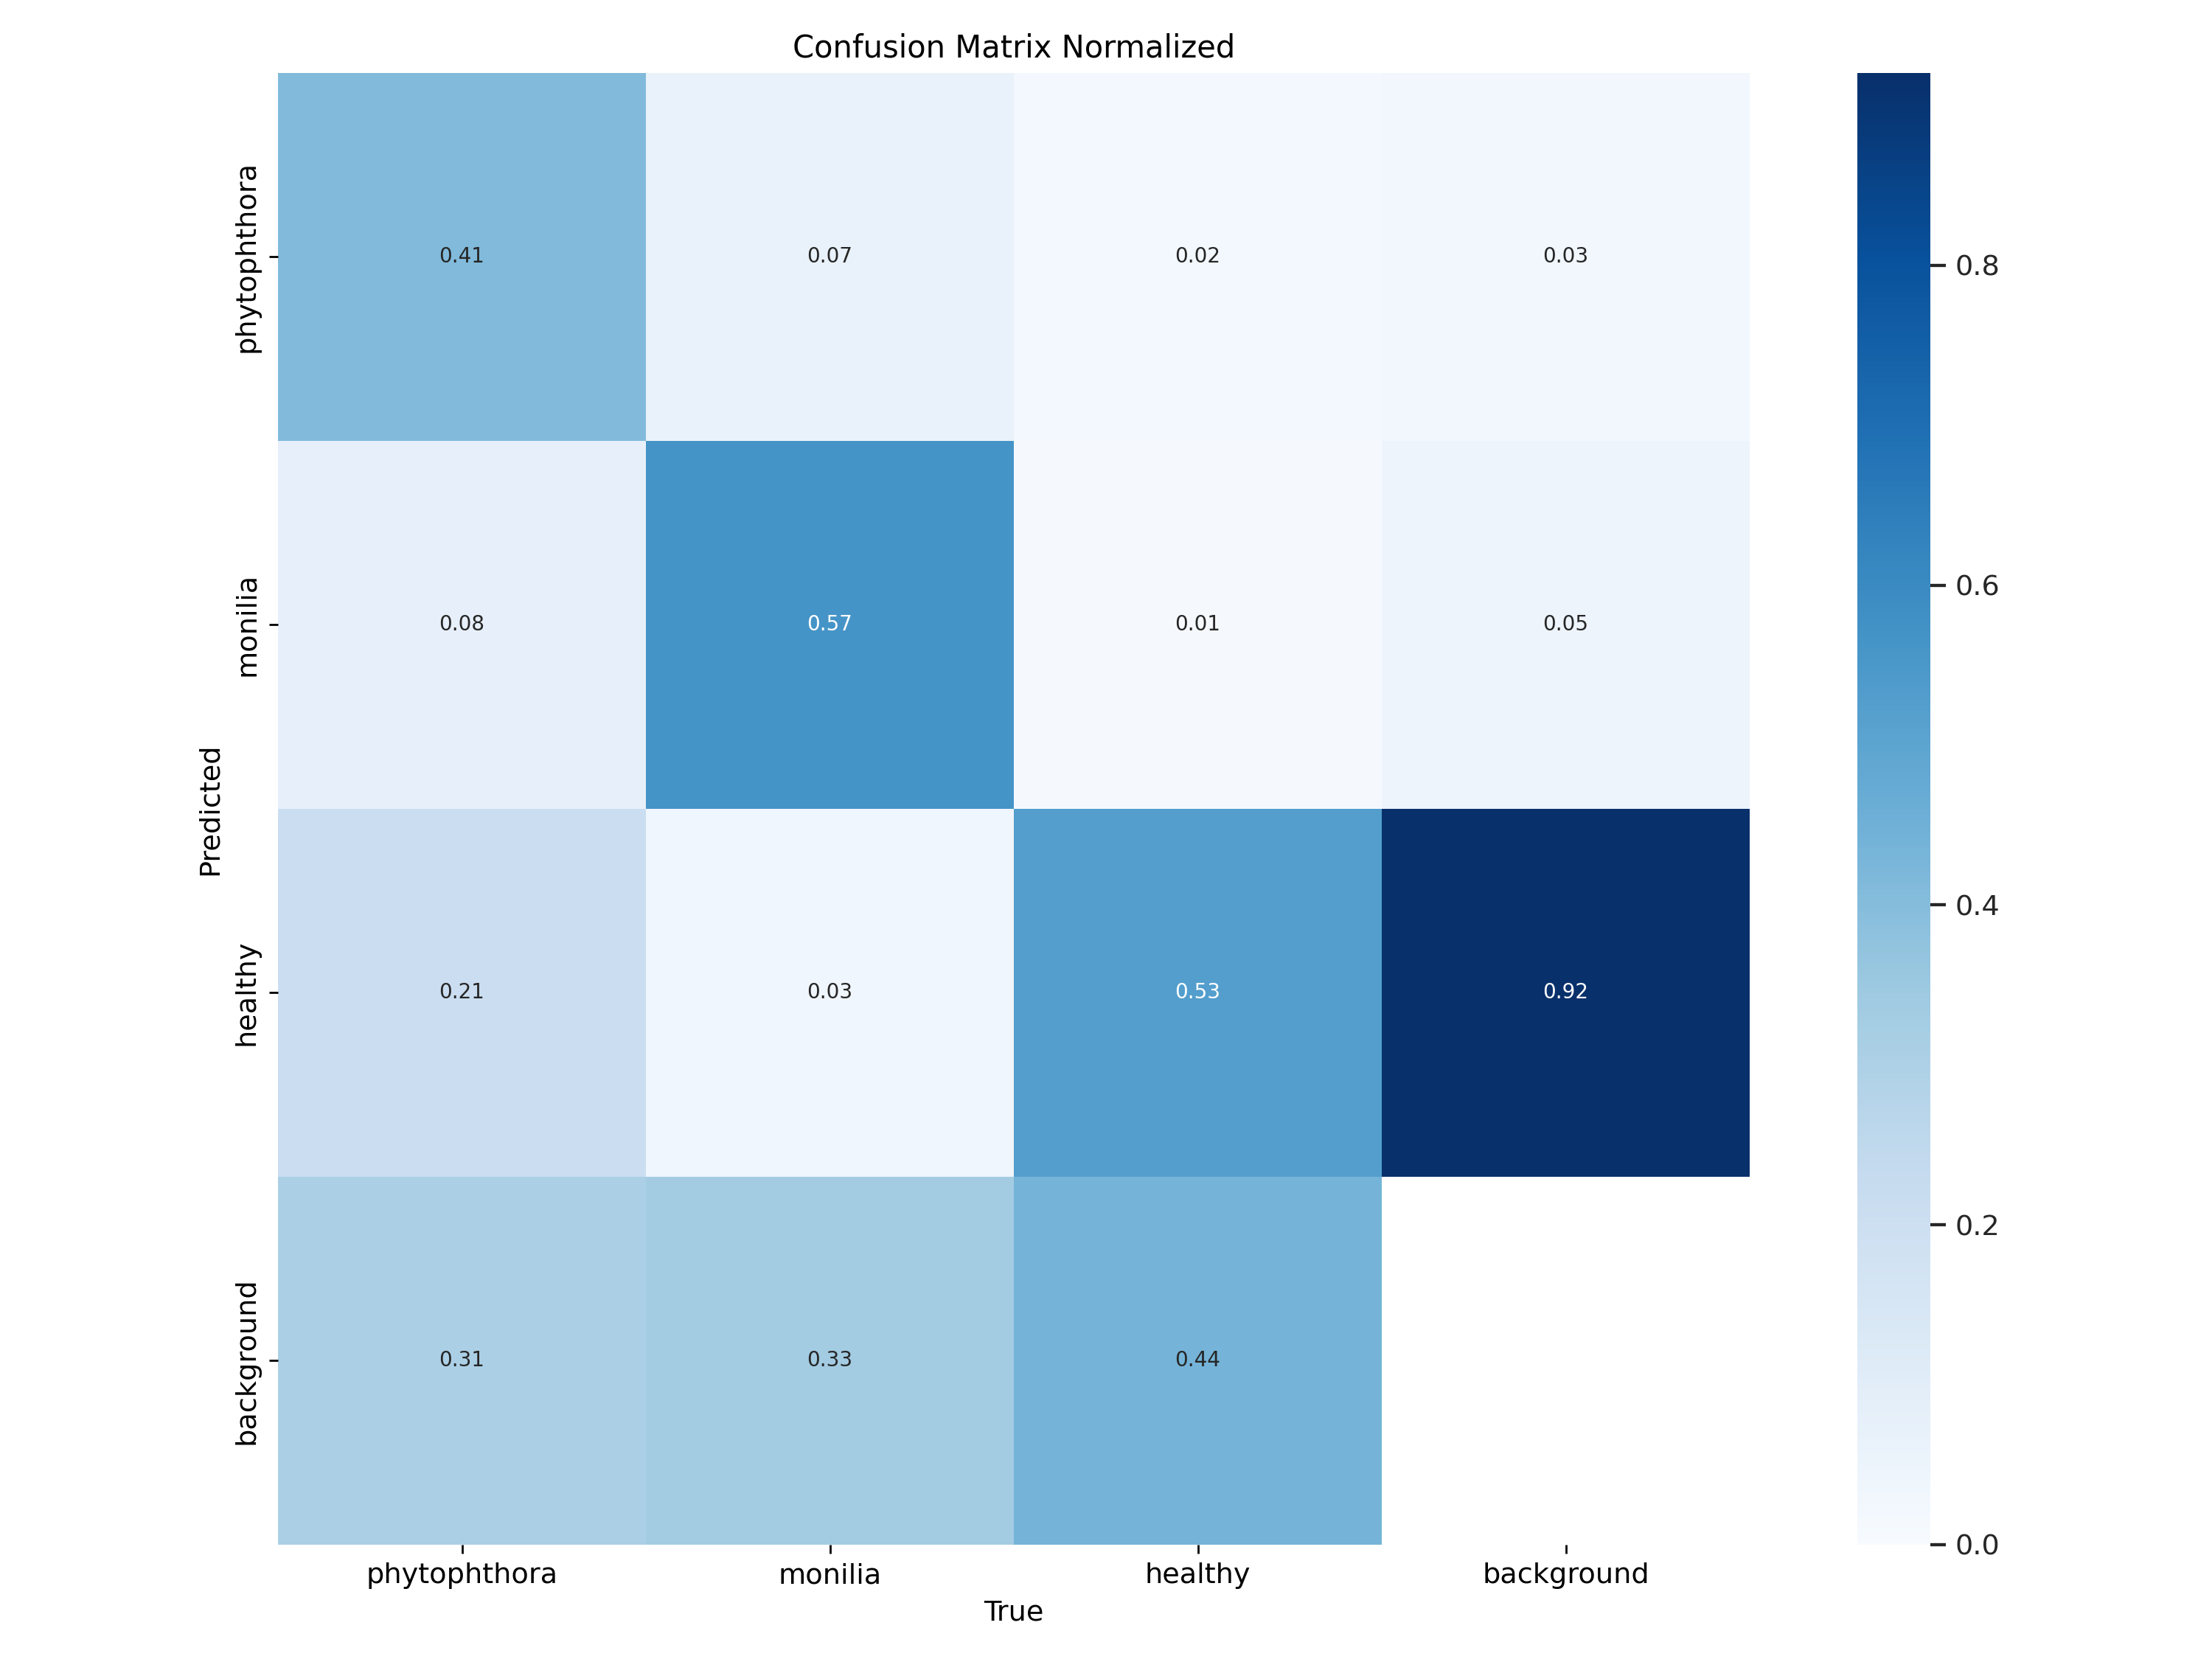 Confusion Matrix Normalized
phytophthora
0.41
0.07
0.02
0.03
0.8
monilia
0.08
0.57
0.01
0.05
0.6
Predicted
0.4
healthy
0.21
0.03
0.53
0.92
0.2
background
0.31
0.33
0.44
0.0
phytophthora
monilia
healthy
background
True